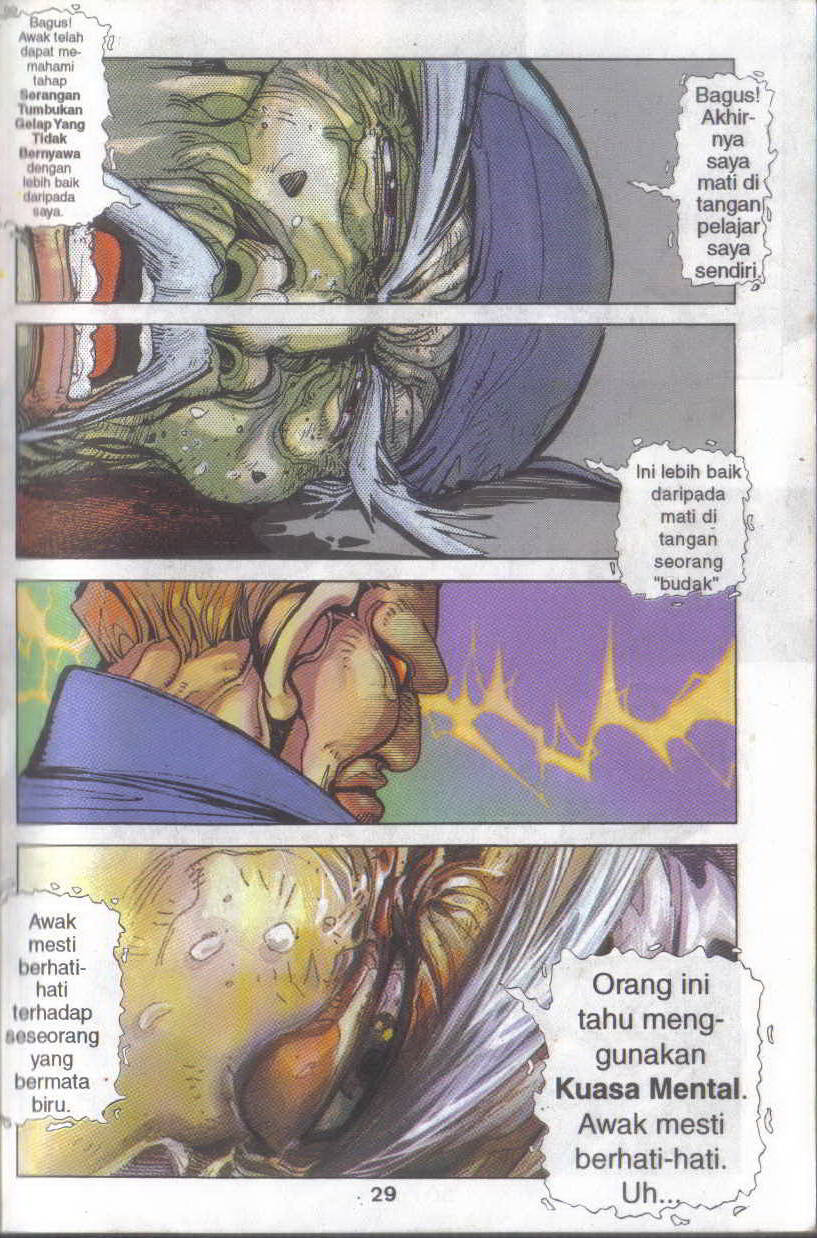 Bagus!
Awak telah
dapat me-
mahami
tahap
Serangan
Tumbukan
Gelap Yang
Tidak
Bernyawa
dengan
lebih baik
daripada
saya.
Bagus!
Akhir-
nya
saya
mati di
tangan
pelajar
saya
sendiri.
Ini lebih baik
daripada
mati di
tangan
seorang
"budak"
Awak
mesti
berhati-
hati
terhadap
seseorang
yang
bermata
biru.
Orang ini
tahu meng-
gunakan
Kuasa Mental.
Awak mesti
berhati-hati.
Uh...
29